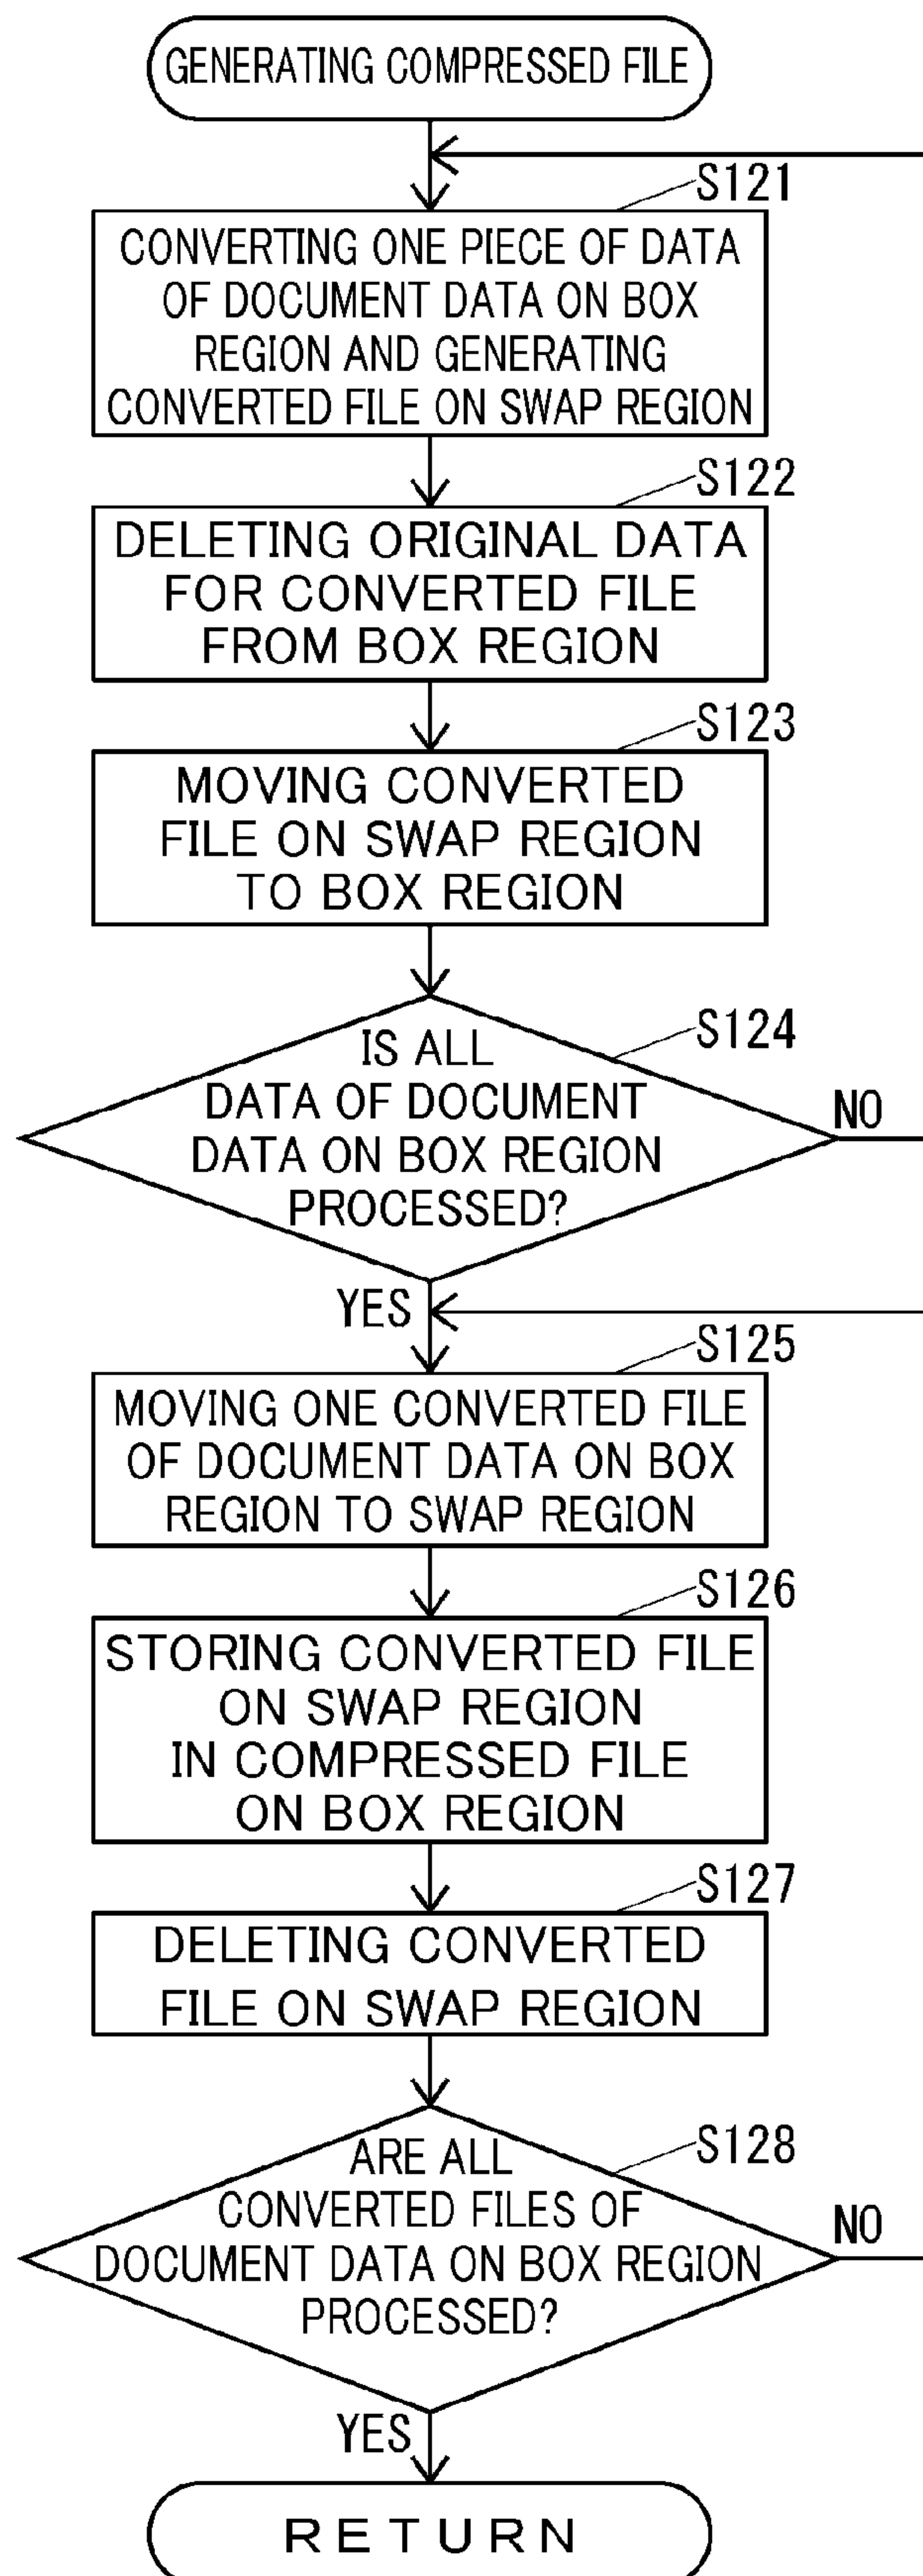 GENERATING COMPRESSED FILE
S121
CONVERTING ONE PIECE OF DATA
OF DOCUMENT DATA ON BOX
REGION AND GENERATING
CONVERTED FILE ON SWAP REGION
S122
DELETING ORIGINAL DATA
FOR CONVERTED FILE
FROM BOX REGION
S123
MOVING CONVERTED
FILE ON SWAP REGION
TO BOX REGION
S124
IS ALL
DATA OF DOCUMENT
DATA ON BOX REGION
PROCESSED?
NO
YES
S125
MOVING ONE CONVERTED FILE
OF DOCUMENT DATA ON BOX
REGION TO SWAP REGION
S126
STORING CONVERTED FILE
ON SWAP REGION
IN COMPRESSED FILE
ON BOX REGION
S127
DELETING CONVERTED
FILE ON SWAP REGION
S128
ARE ALL
CONVERTED FILES OF
DOCUMENT DATA ON BOX REGION
PROCESSED?
NO
YES
RETURN